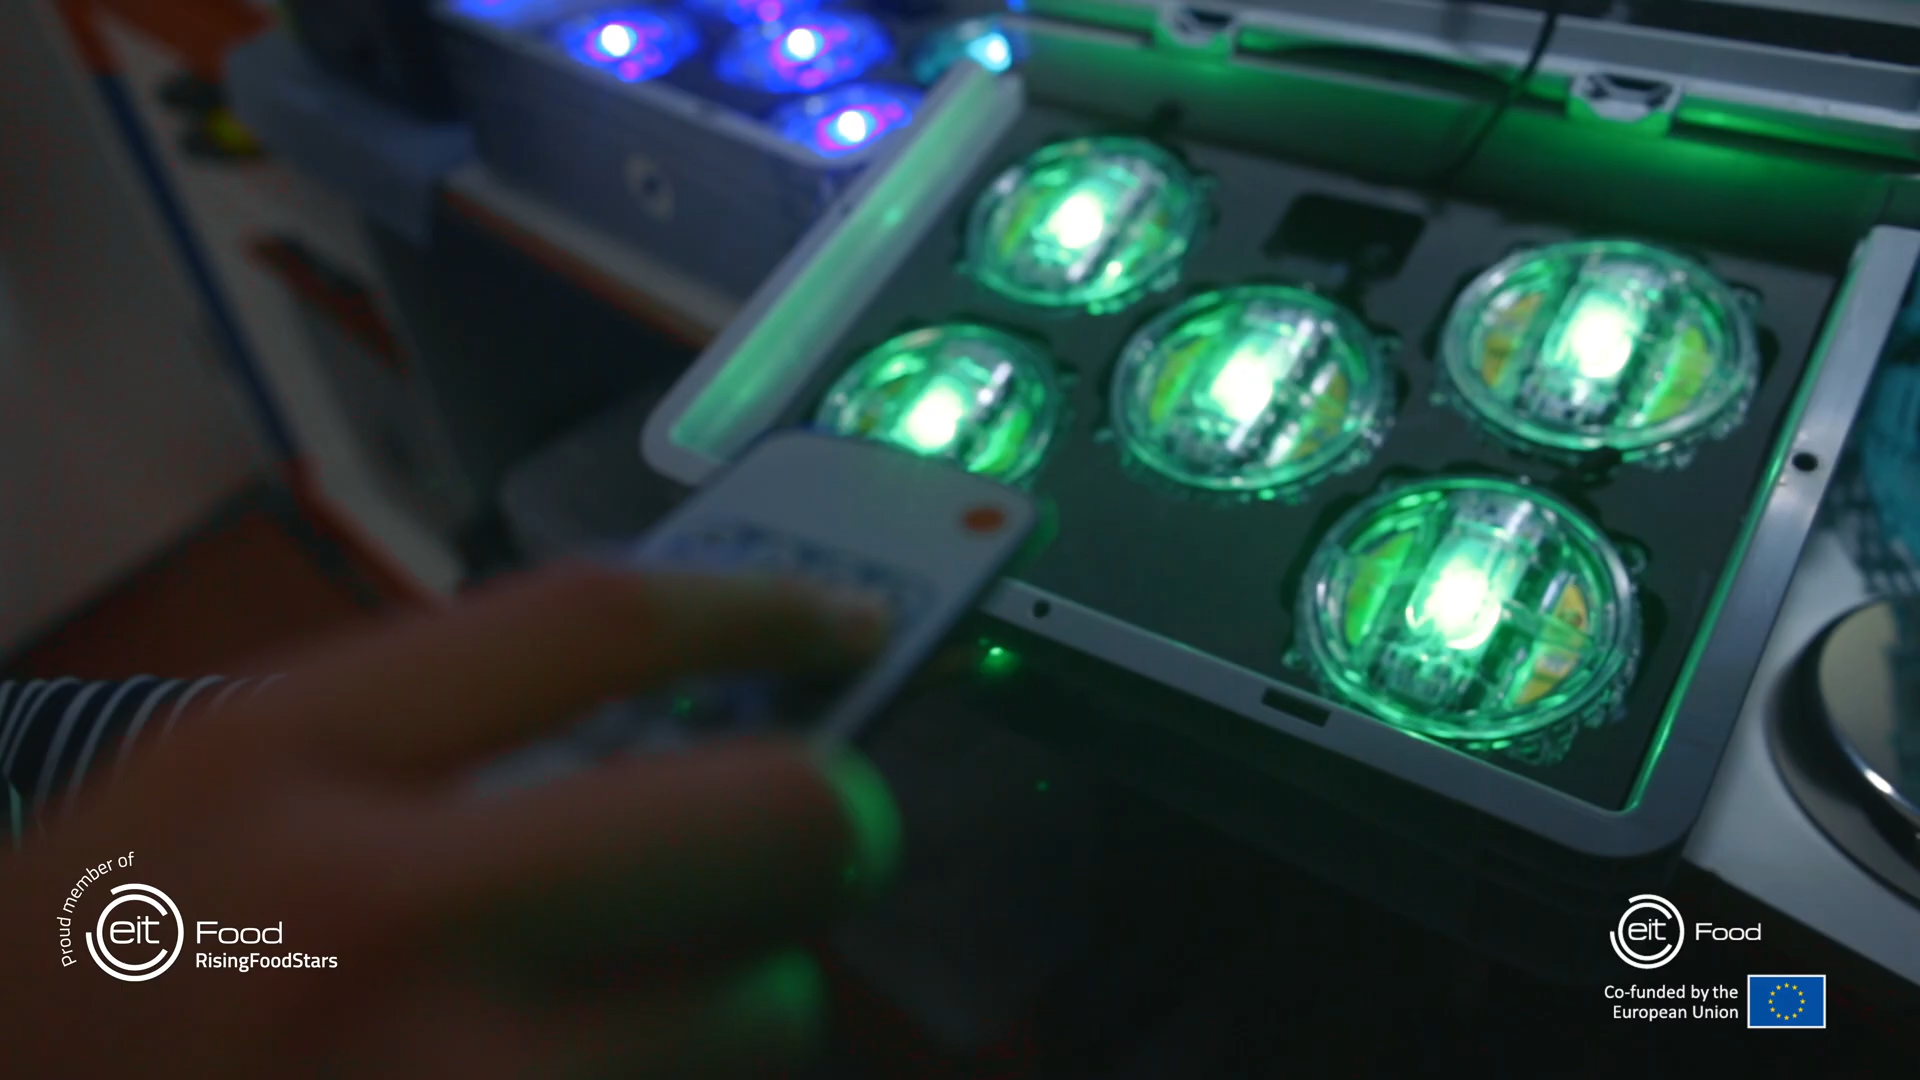 Proud member of
eit Food
RisingFoodStars
eit Food
Co-funded by the
European Union